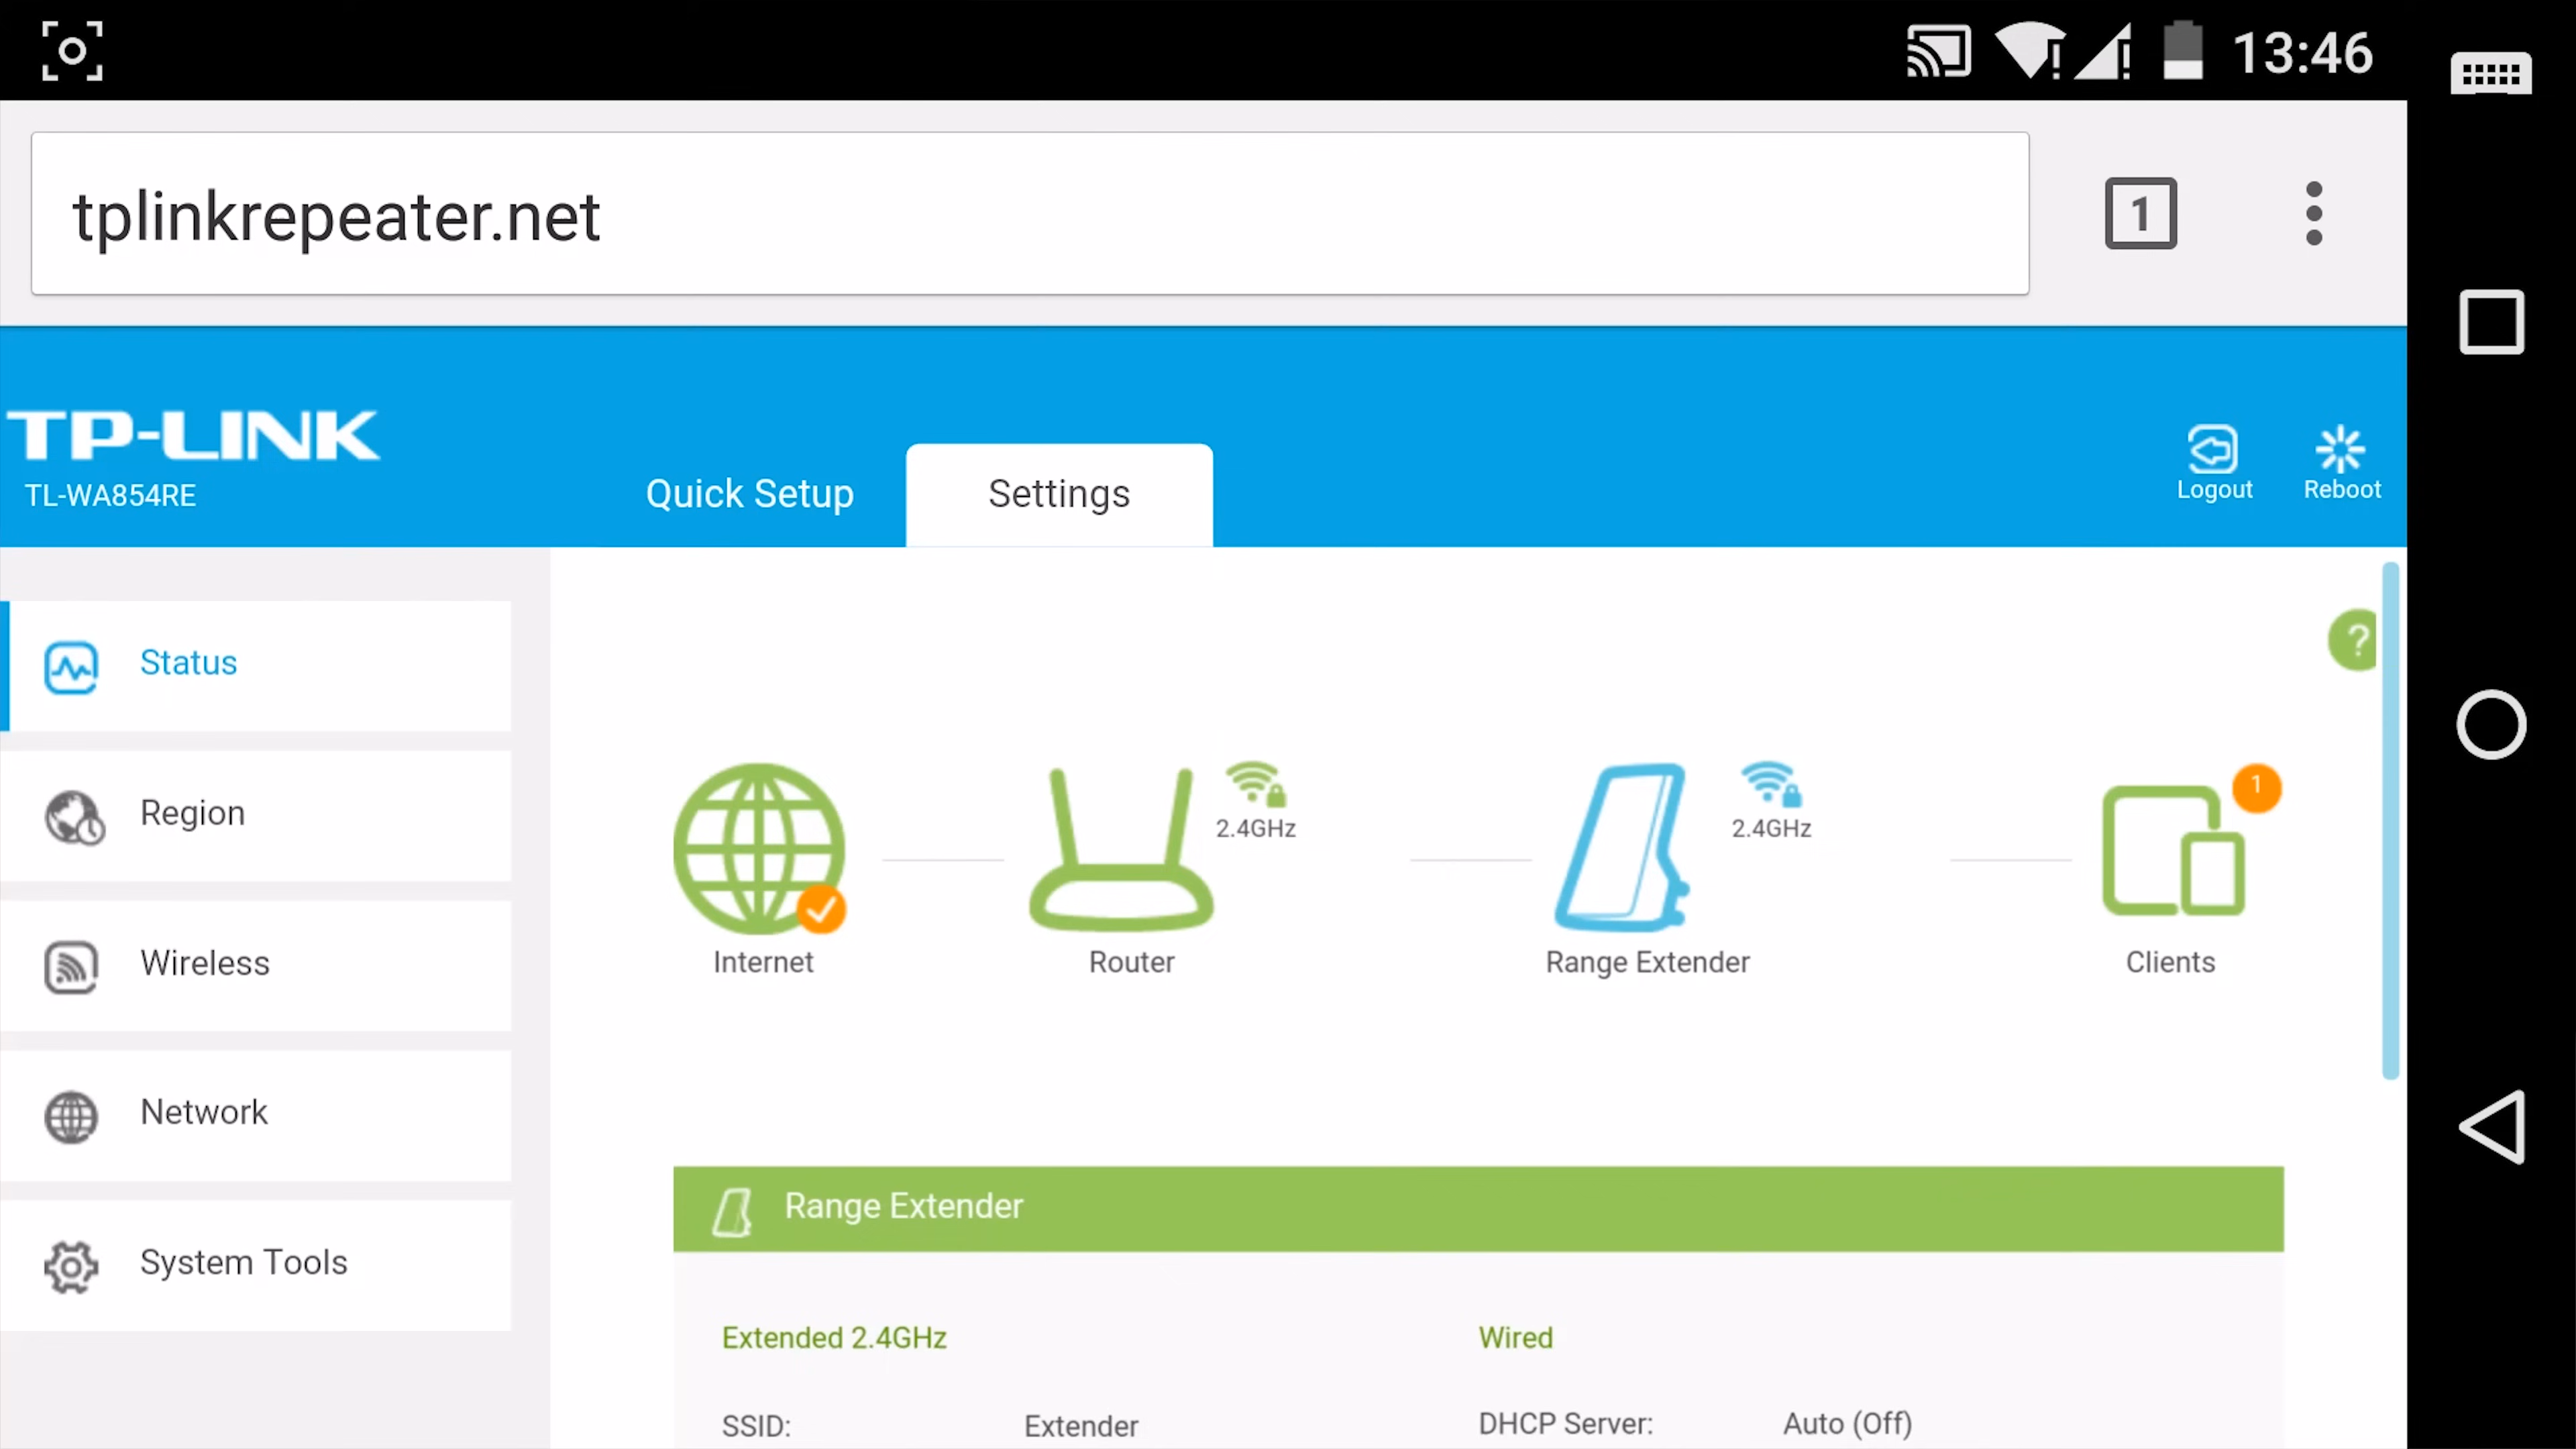 13:46
tplinkrepeater.net
1
TP-LINK
TL-WA854RE
Quick Setup
Settings
Logout
Reboot
Status
Region
Wireless
Network
System Tools
?
2.4GHz
2.4GHz
1
Internet
Router
Range Extender
Clients
Range Extender
Extended 2.4GHz
Wired
SSID: Extender
DHCP Server: Auto (Off)